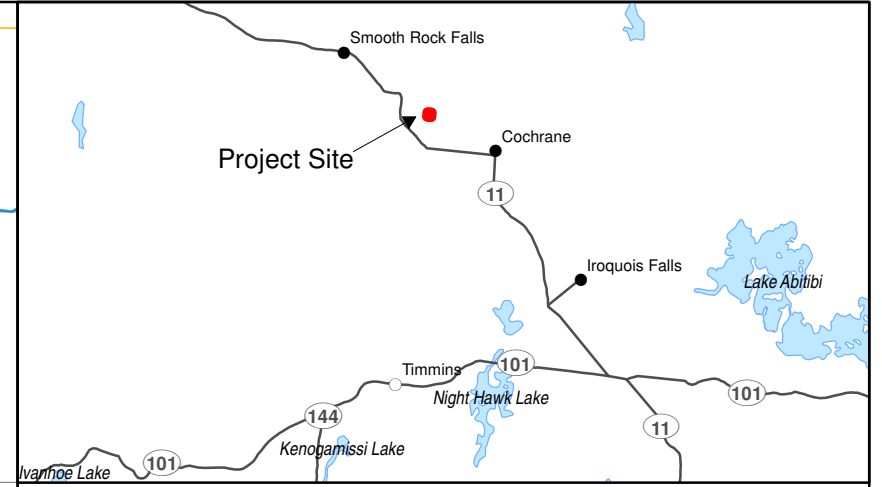 Smooth Rock Falls
Cochrane
Project Site
11
Iroquois Falls
Lake Abitibi
Timmins
101
101
Night Hawk Lake
144
11
Kenogamissi Lake
101
Ivanhoe Lake